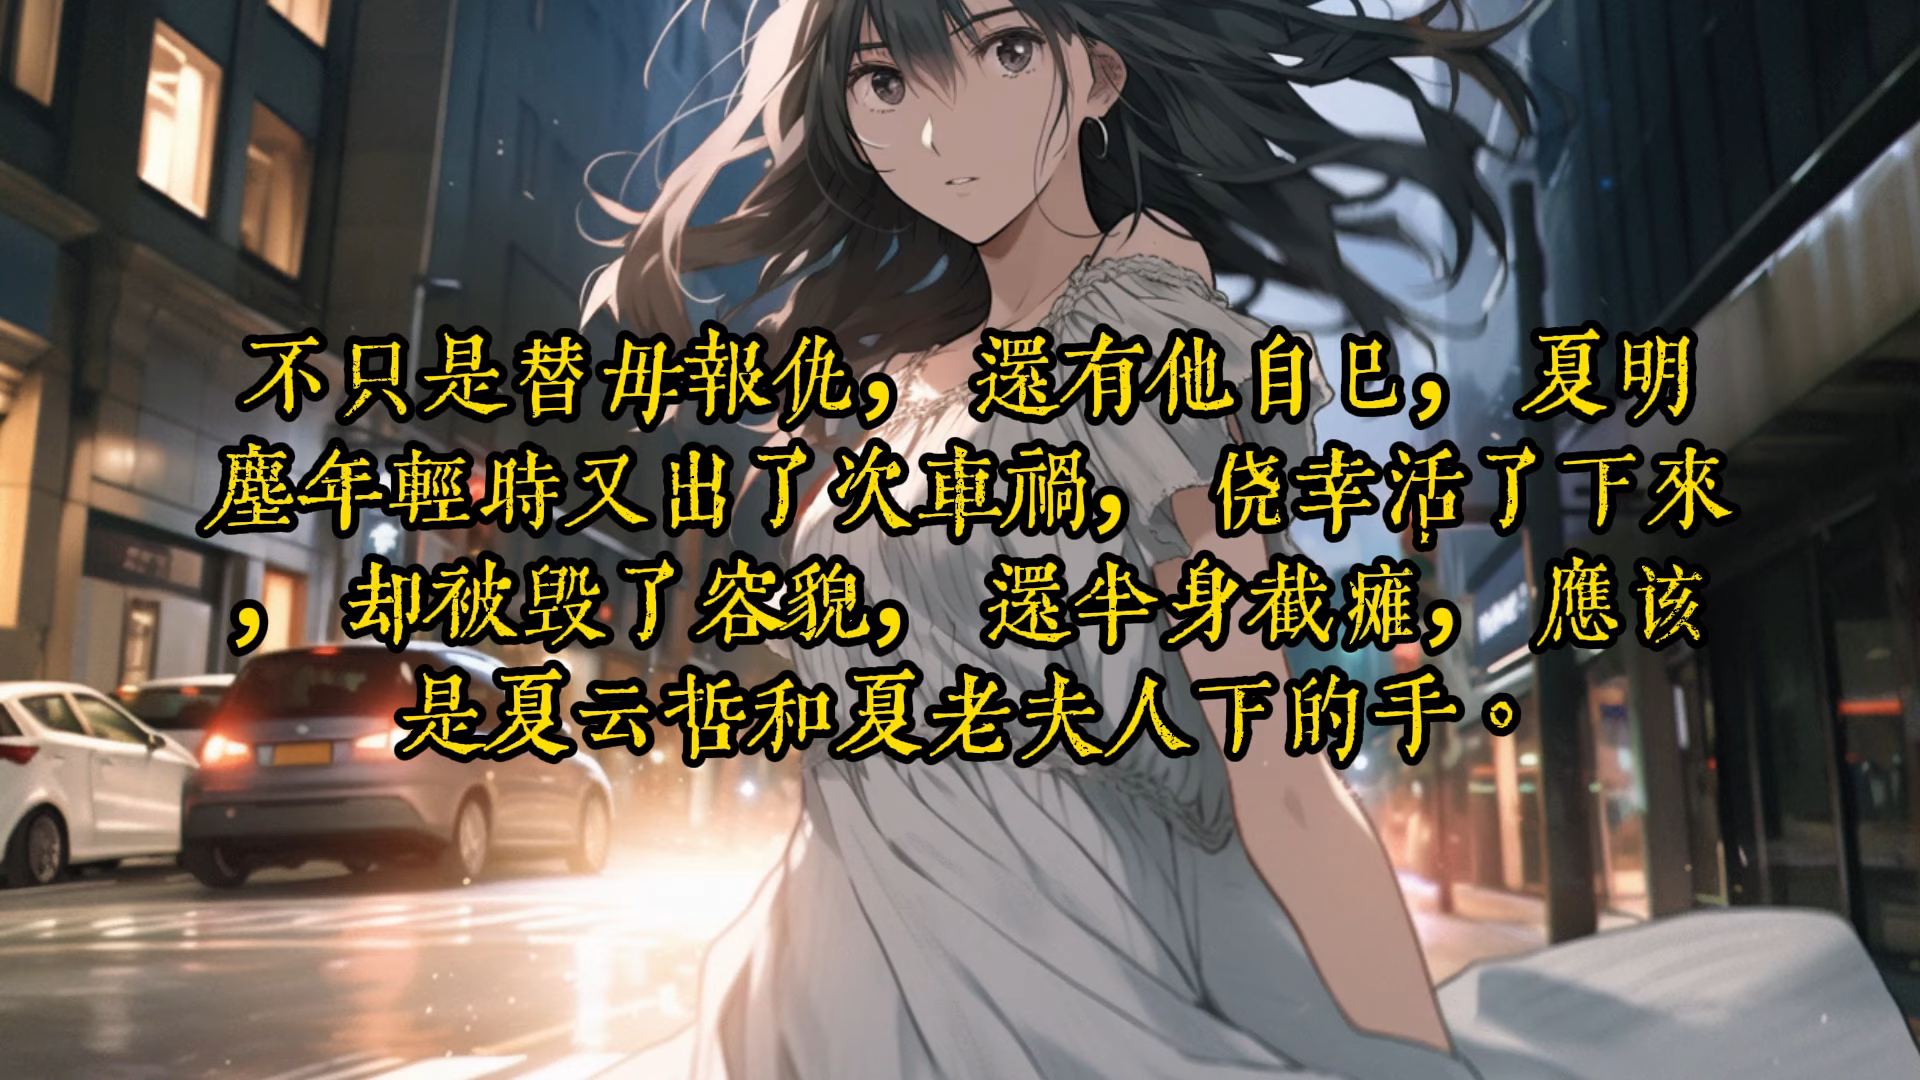 不只是替母報仇，還有他自已，夏明
塵年輕時又出了次車禍，侥幸活了下來
，却被毁了容貌，還半身截瘫，應该
是夏云哲和夏老夫人下的手。